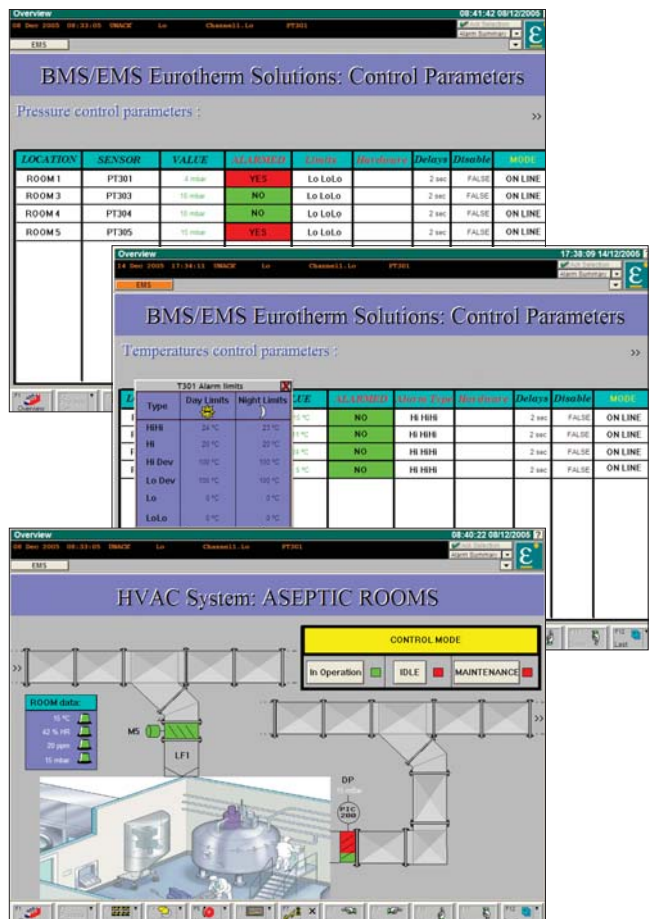 Overview
08:41:42 08/12/2005
08 Dec 2005 08:33:05 UNACK Lo Channel1.Lo PT301
Ack Selection
Alarm Summary
EMS
BMS/EMS Eurotherm Solutions: Control Parameters
Pressure control parameters :
>>
LOCATION SENSOR VALUE ALARMED Limits Hardware Delays Disable MODE
ROOM 1 PT301 4 mbar YES Lo LoLo 2 sec FALSE ON LINE
ROOM 3 PT303 15 mbar NO Lo LoLo 2 sec FALSE ON LINE
ROOM 4 PT304 15 mbar NO Lo LoLo 2 sec FALSE ON LINE
ROOM 5 PT305 15 mbar YES Lo LoLo 2 sec FALSE ON LINE
Overview
17:38:09 14/12/2005
14 Dec 2005 17:34:11 UNACK Lo Channel1.Lo PT301
Ack Selection
Alarm Summary
EMS
BMS/EMS Eurotherm Solutions: Control Parameters
Temperatures control parameters :
>>
LUE ALARMED Alarm Type Hardware Delays Disable MODE
NO Hi HiHi 2 sec FALSE ON LINE
NO Hi HiHi 2 sec FALSE ON LINE
NO Hi HiHi 2 sec FALSE ON LINE
NO Hi HiHi 2 sec FALSE ON LINE
T301 Alarm limits
Type Day Limits Night Limits
HiHi 24 °C 23 °C
Hi 20 °C 20 °C
Hi Dev 100 °C 100 °C
Lo Dev 100 °C 100 °C
Lo 0 °C 0 °C
LoLo 0 °C 0 °C
F1
Overview
F12
Last
Overview
08:40:22 08/12/2005
08 Dec 2005 08:33:05 UNACK Lo Channel1.Lo PT301
Ack Selection
Alarm Summary
EMS
HVAC System: ASEPTIC ROOMS
CONTROL MODE
In Operation IDLE MAINTENANCE
>>
>>
ROOM data:
15 °C
42 % HR
20 ppm
15 mbar
M5
LF1
DP
15 mbar
PIC
200